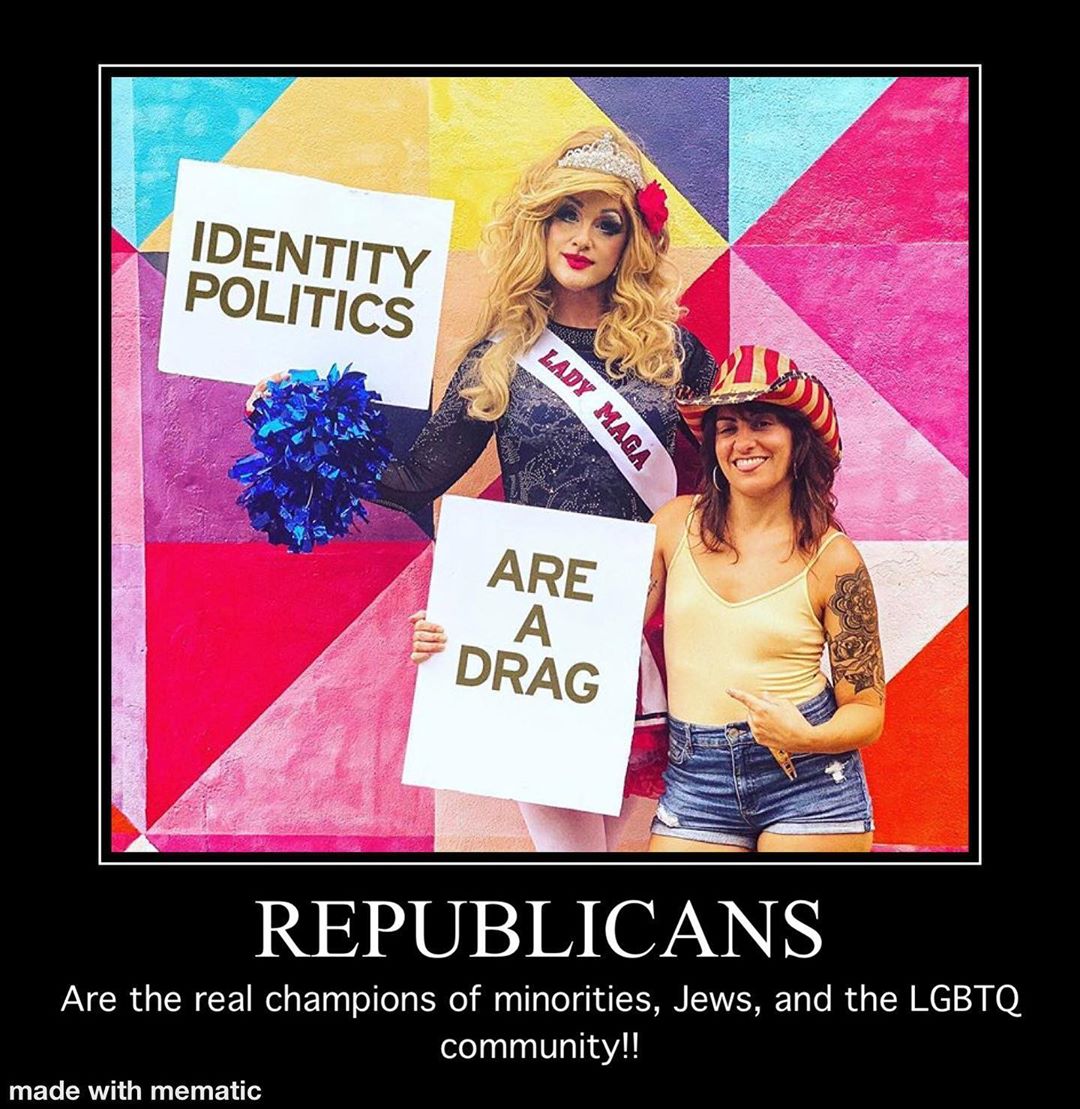 IDENTITY
POLITICS
LADY MAGA
ARE
A
DRAG
REPUBLICANS
Are the real champions of minorities, Jews, and the LGBTQ
community!!
made with mematic